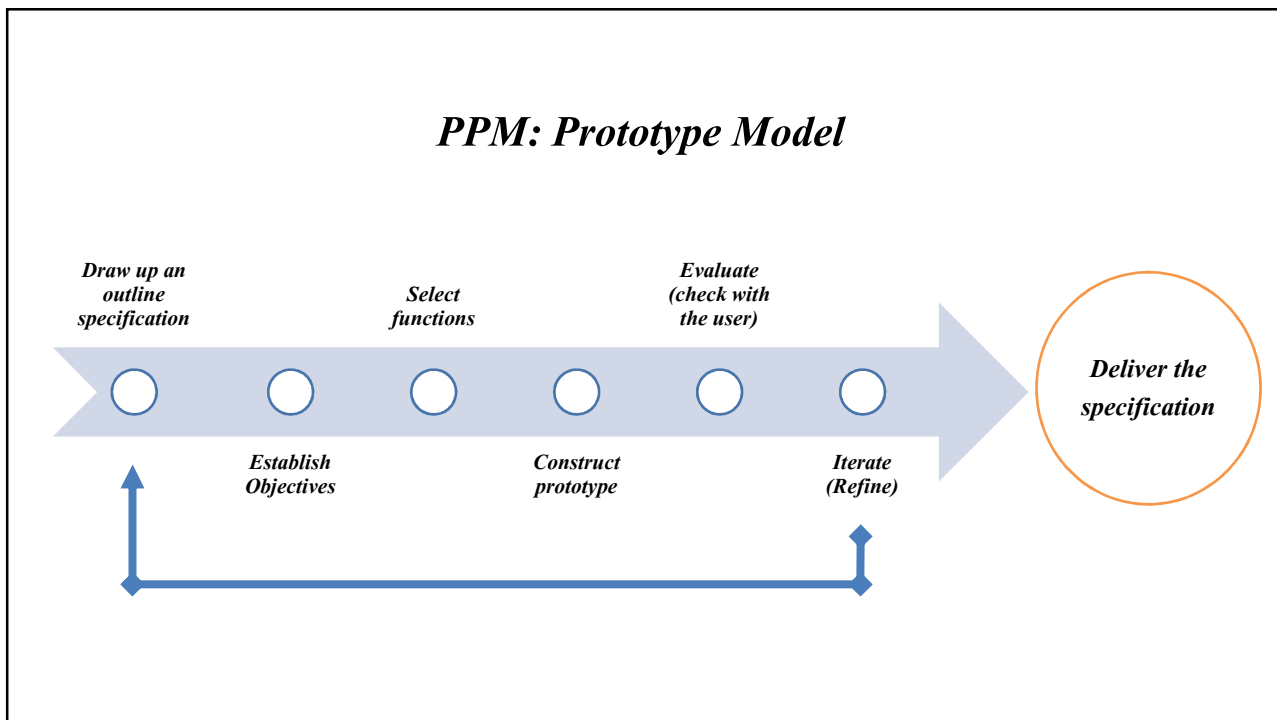 PPM: Prototype Model
Draw up an
outline
specification
Establish
Objectives
Select
functions
Construct
prototype
Evaluate
(check with
the user)
Iterate
(Refine)
Deliver the
specification